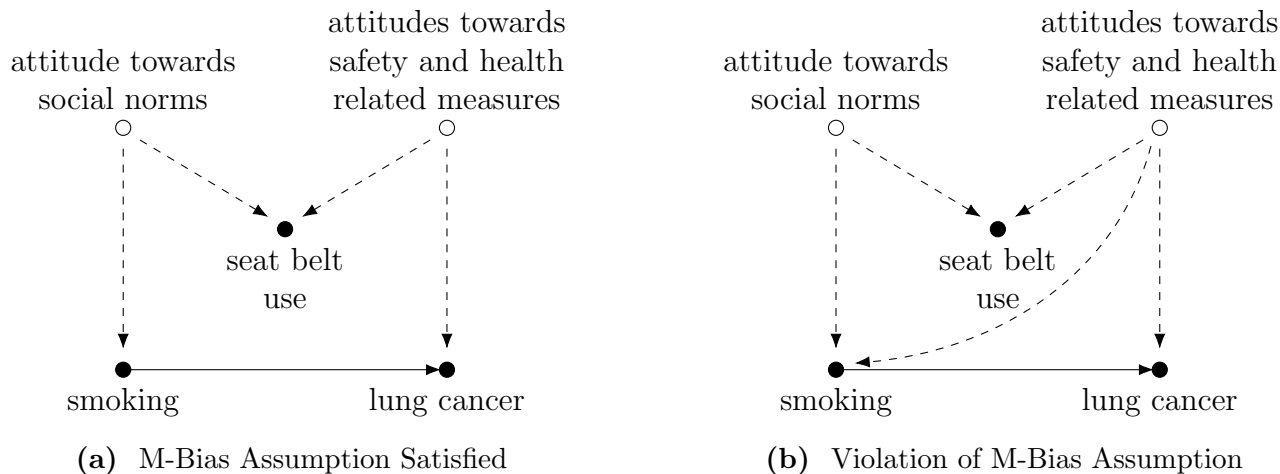 attitude towards
social norms
attitudes towards
safety and health
related measures
seat belt
use
smoking
lung cancer
(a) M-Bias Assumption Satisfied
attitude towards
social norms
attitudes towards
safety and health
related measures
seat belt
use
smoking
lung cancer
(b) Violation of M-Bias Assumption